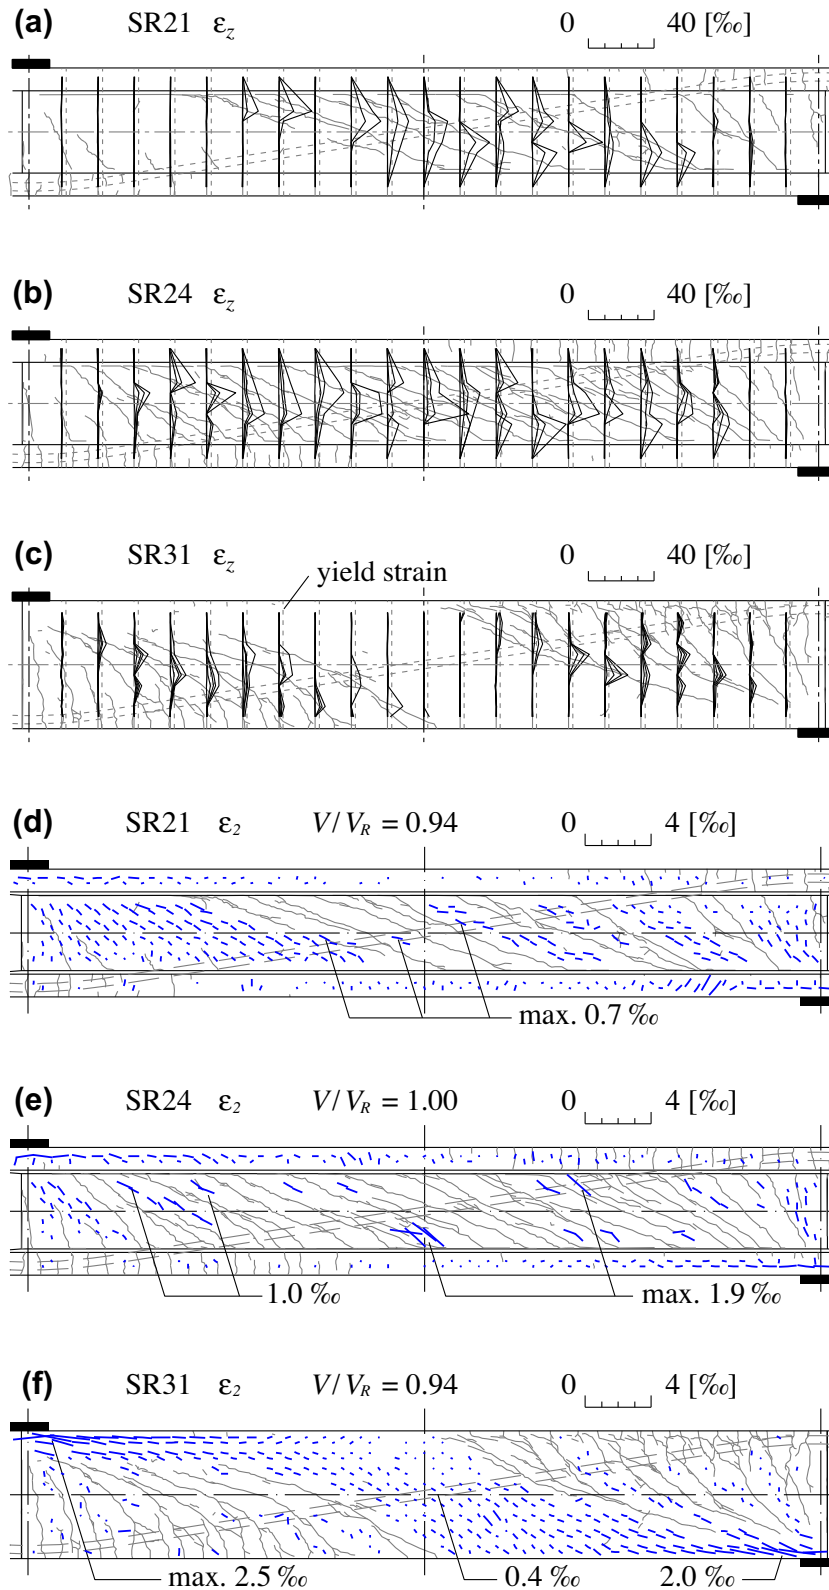 (a) SR21 εz 0 40 [‰]
(b) SR24 εz 0 40 [‰]
(c) SR31 εz 0 40 [‰]
yield strain
(d) SR21 ε2 V/VR = 0.94 0 4 [‰]
max. 0.7 ‰
(e) SR24 ε2 V/VR = 1.00 0 4 [‰]
1.0 ‰ max. 1.9 ‰
(f) SR31 ε2 V/VR = 0.94 0 4 [‰]
max. 2.5 ‰ 0.4 ‰ 2.0 ‰